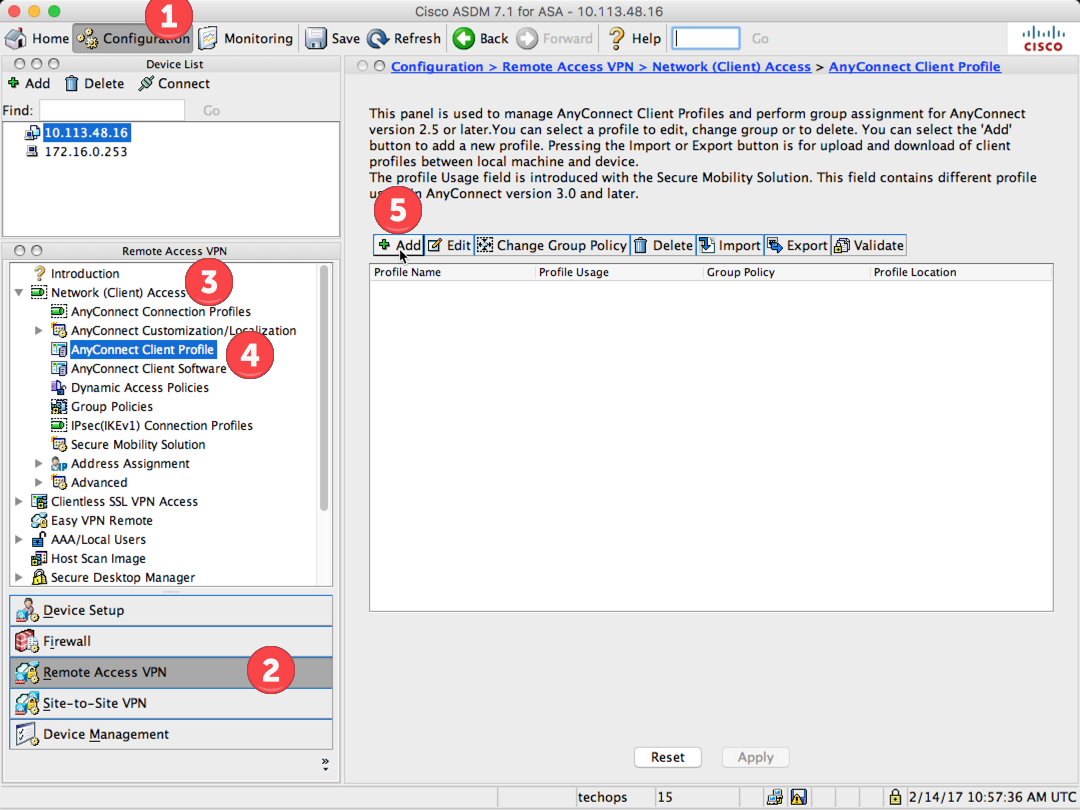 Cisco ASDM 7.1 for ASA - 10.113.48.16
1
Home Configuration Monitoring Save Refresh Back Forward Help Go
CISCO
Device List
Add Delete Connect
Find: Go
10.113.48.16
172.16.0.253
Configuration > Remote Access VPN > Network (Client) Access > AnyConnect Client Profile
This panel is used to manage AnyConnect Client Profiles and perform group assignment for AnyConnect
version 2.5 or later.You can select a profile to edit, change group or to delete. You can select the 'Add'
button to add a new profile. Pressing the Import or Export button is for upload and download of client
profiles between local machine and device.
The profile Usage field is introduced with the Secure Mobility Solution. This field contains different profile
in AnyConnect version 3.0 and later.
5
Add Edit Change Group Policy Delete Import Export Validate
Profile Name Profile Usage Group Policy Profile Location
Remote Access VPN
Introduction
Network (Client) Access
3
AnyConnect Connection Profiles
AnyConnect Customization/Localization
AnyConnect Client Profile
4
AnyConnect Client Software
Dynamic Access Policies
Group Policies
IPsec(IKEv1) Connection Profiles
Secure Mobility Solution
Address Assignment
Advanced
Clientless SSL VPN Access
Easy VPN Remote
AAA/Local Users
Host Scan Image
Secure Desktop Manager
Device Setup
Firewall
Remote Access VPN
2
Site-to-Site VPN
Device Management
Reset Apply
techops 15 2/14/17 10:57:36 AM UTC